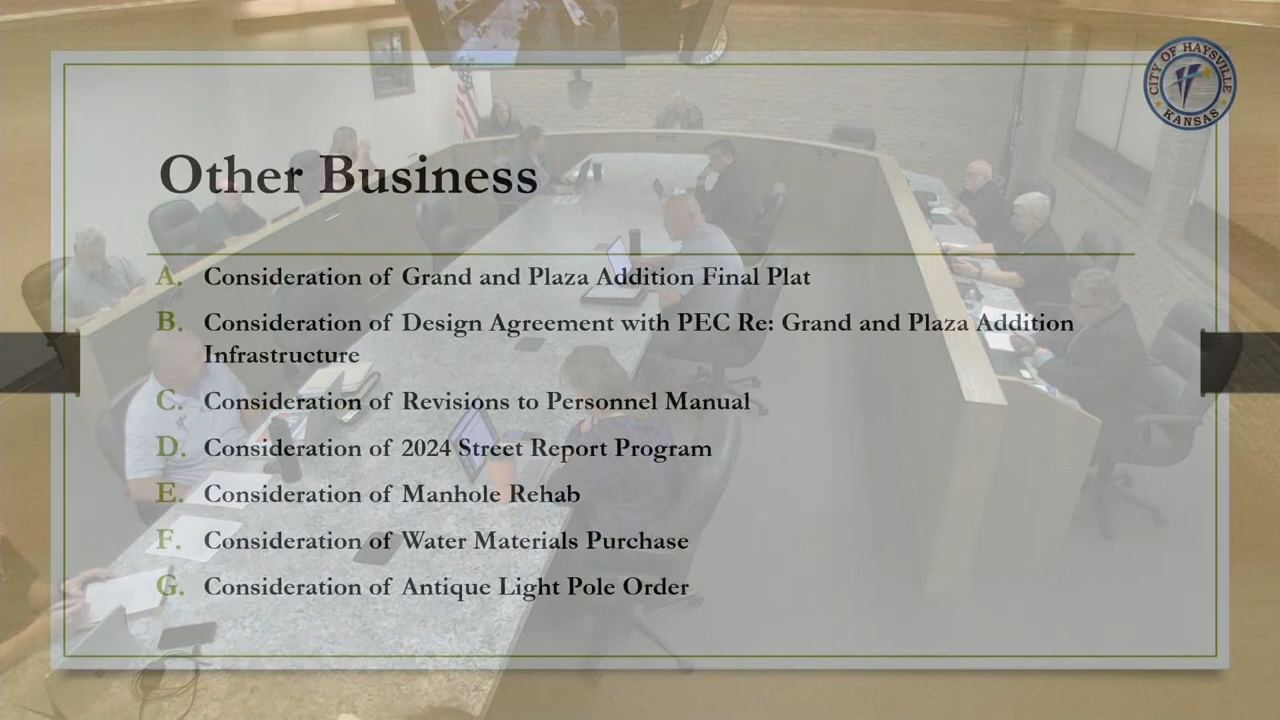 CITY OF HAYSVILLE
KANSAS
Other Business
A. Consideration of Grand and Plaza Addition Final Plat
B. Consideration of Design Agreement with PEC Re: Grand and Plaza Addition
Infrastructure
C. Consideration of Revisions to Personnel Manual
D. Consideration of 2024 Street Report Program
E. Consideration of Manhole Rehab
F. Consideration of Water Materials Purchase
G. Consideration of Antique Light Pole Order